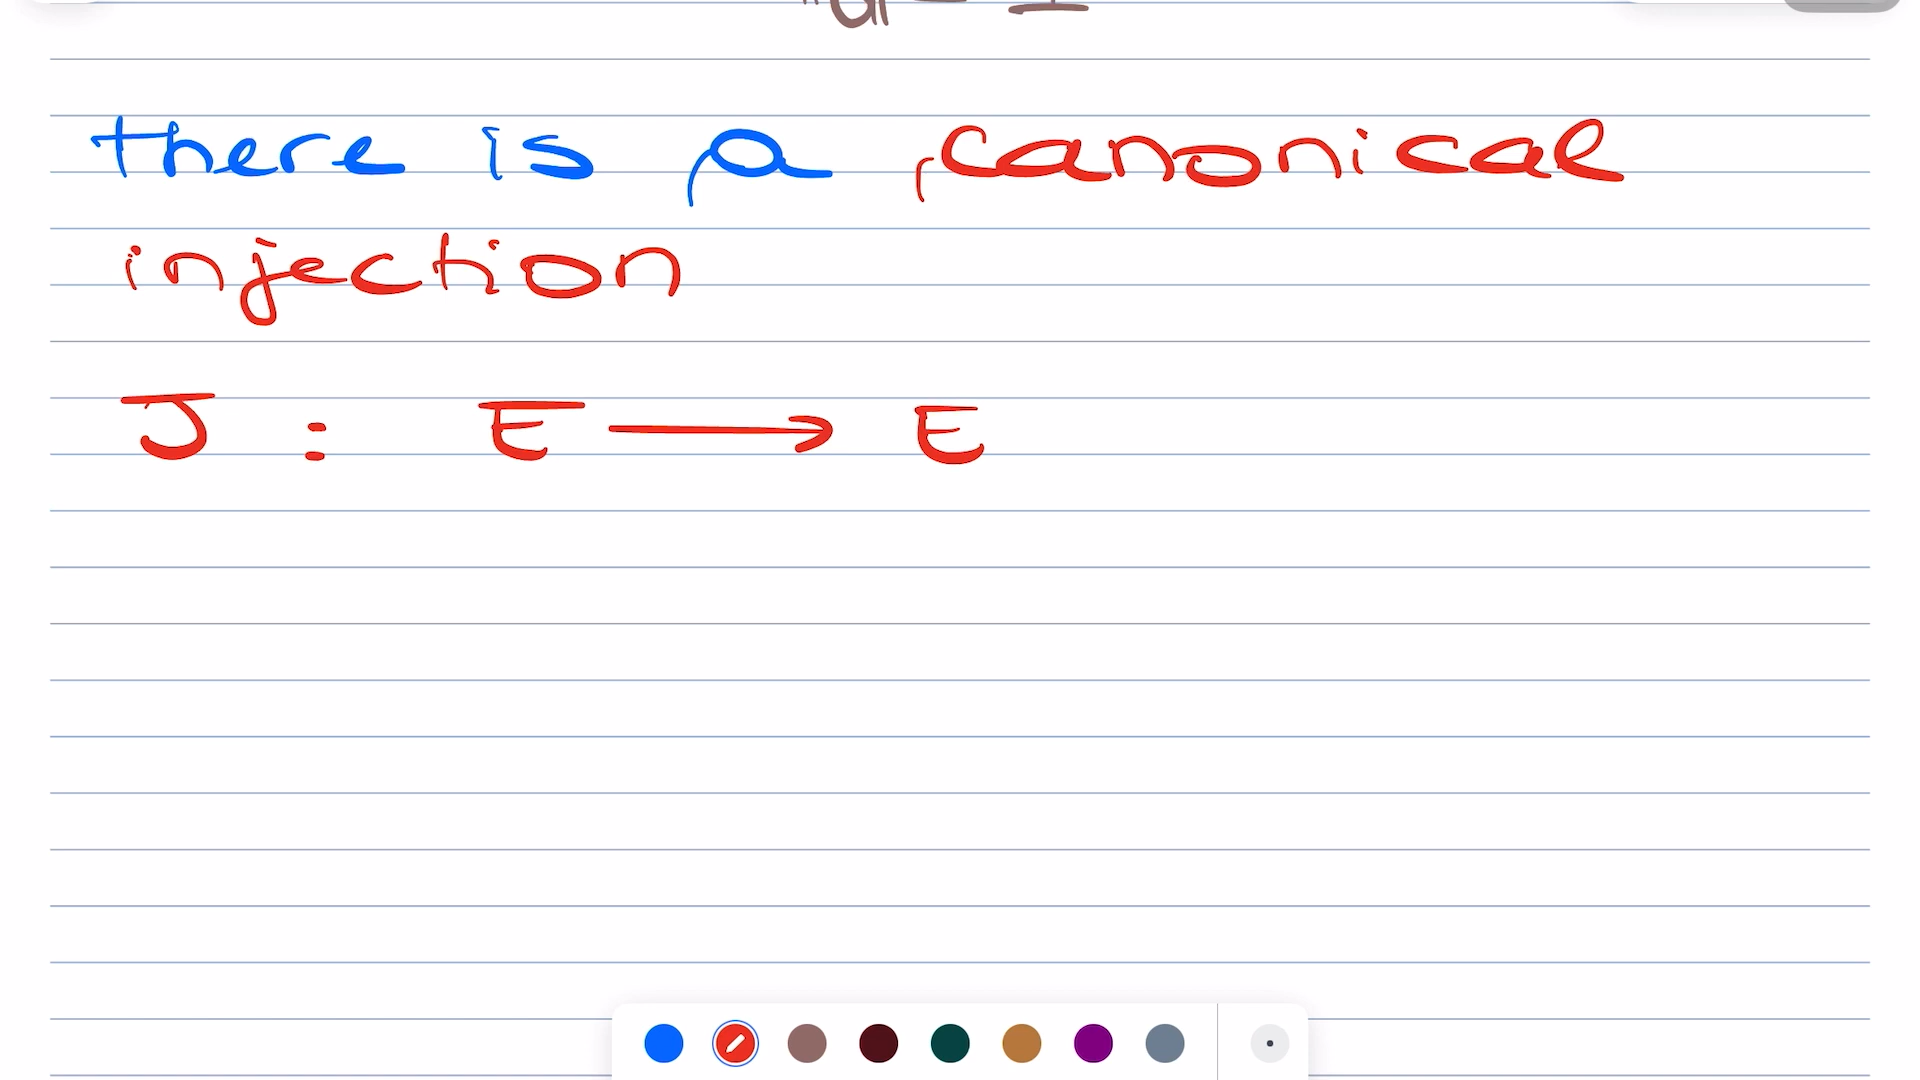 there is a canonical
injection
J : E ⟶ E